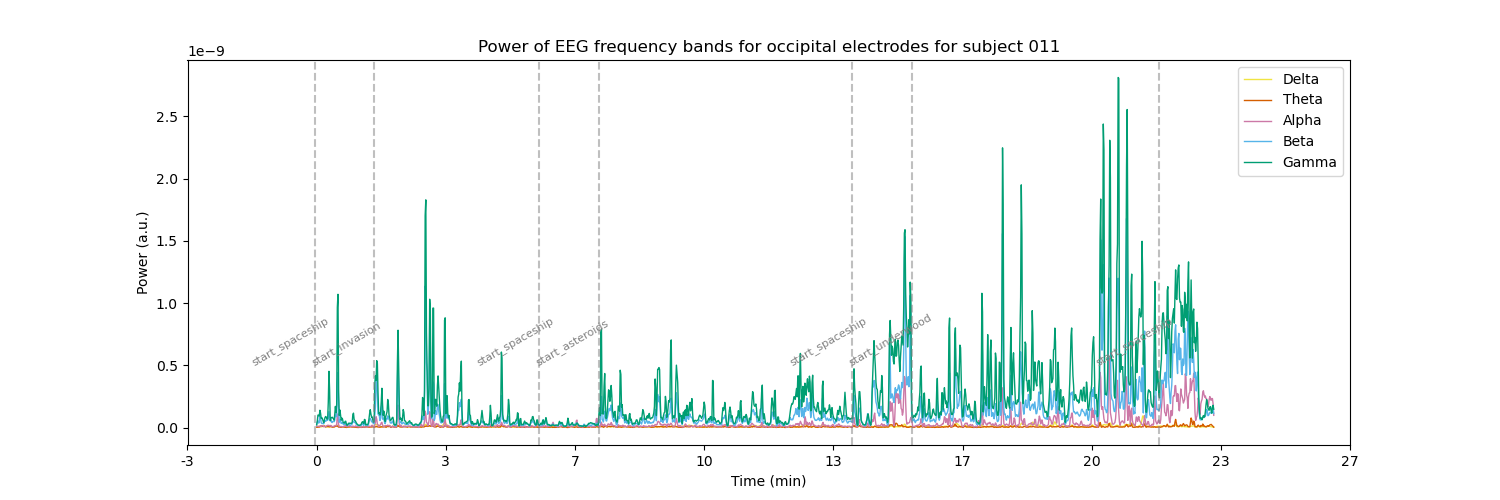 Power of EEG frequency bands for occipital electrodes for subject 011
1e−9
Delta
Theta
Alpha
Beta
Gamma
2.5
2.0
1.5
1.0
0.5
0.0
Power (a.u.)
start_spaceship
start_invasion
start_spaceship
start_asteroids
start_spaceship
start_underwood
start_spaceship
-3
0
3
7
10
13
17
20
23
27
Time (min)